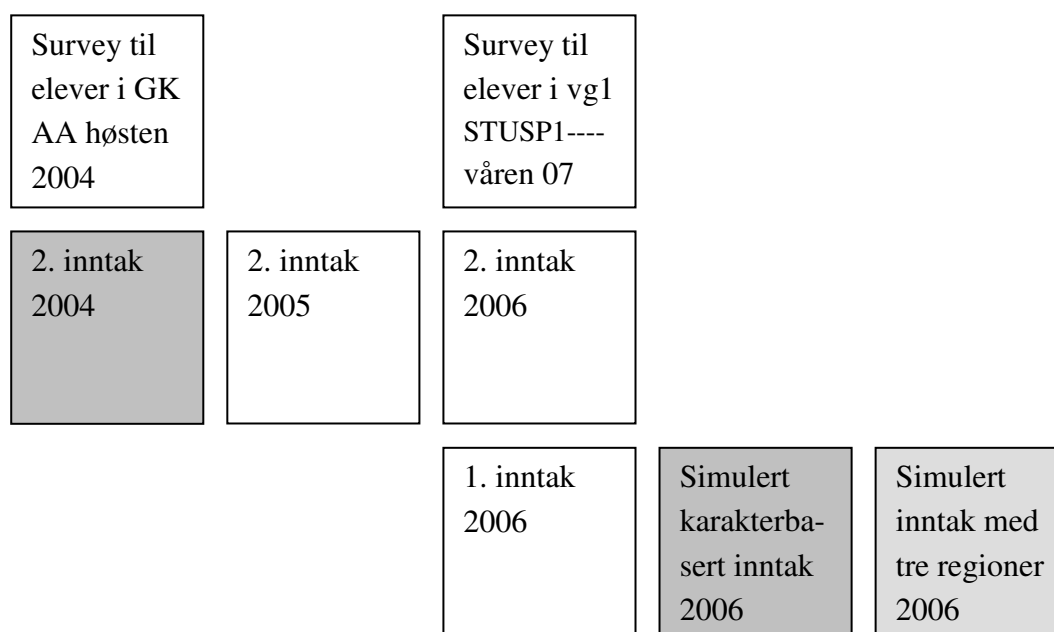 Survey til
elever i GK
AA høsten
2004
Survey til
elever i vg1
STUSP1----
våren 07
2. inntak
2004
2. inntak
2005
2. inntak
2006
1. inntak
2006
Simulert
karakterba-
sert inntak
2006
Simulert
inntak med
tre regioner
2006